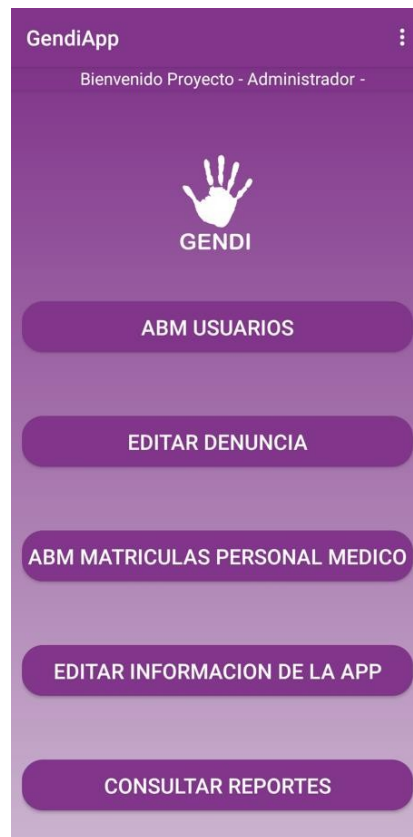 GendiApp
Bienvenido Proyecto - Administrador -
GENDI
ABM USUARIOS
EDITAR DENUNCIA
ABM MATRICULAS PERSONAL MEDICO
EDITAR INFORMACION DE LA APP
CONSULTAR REPORTES